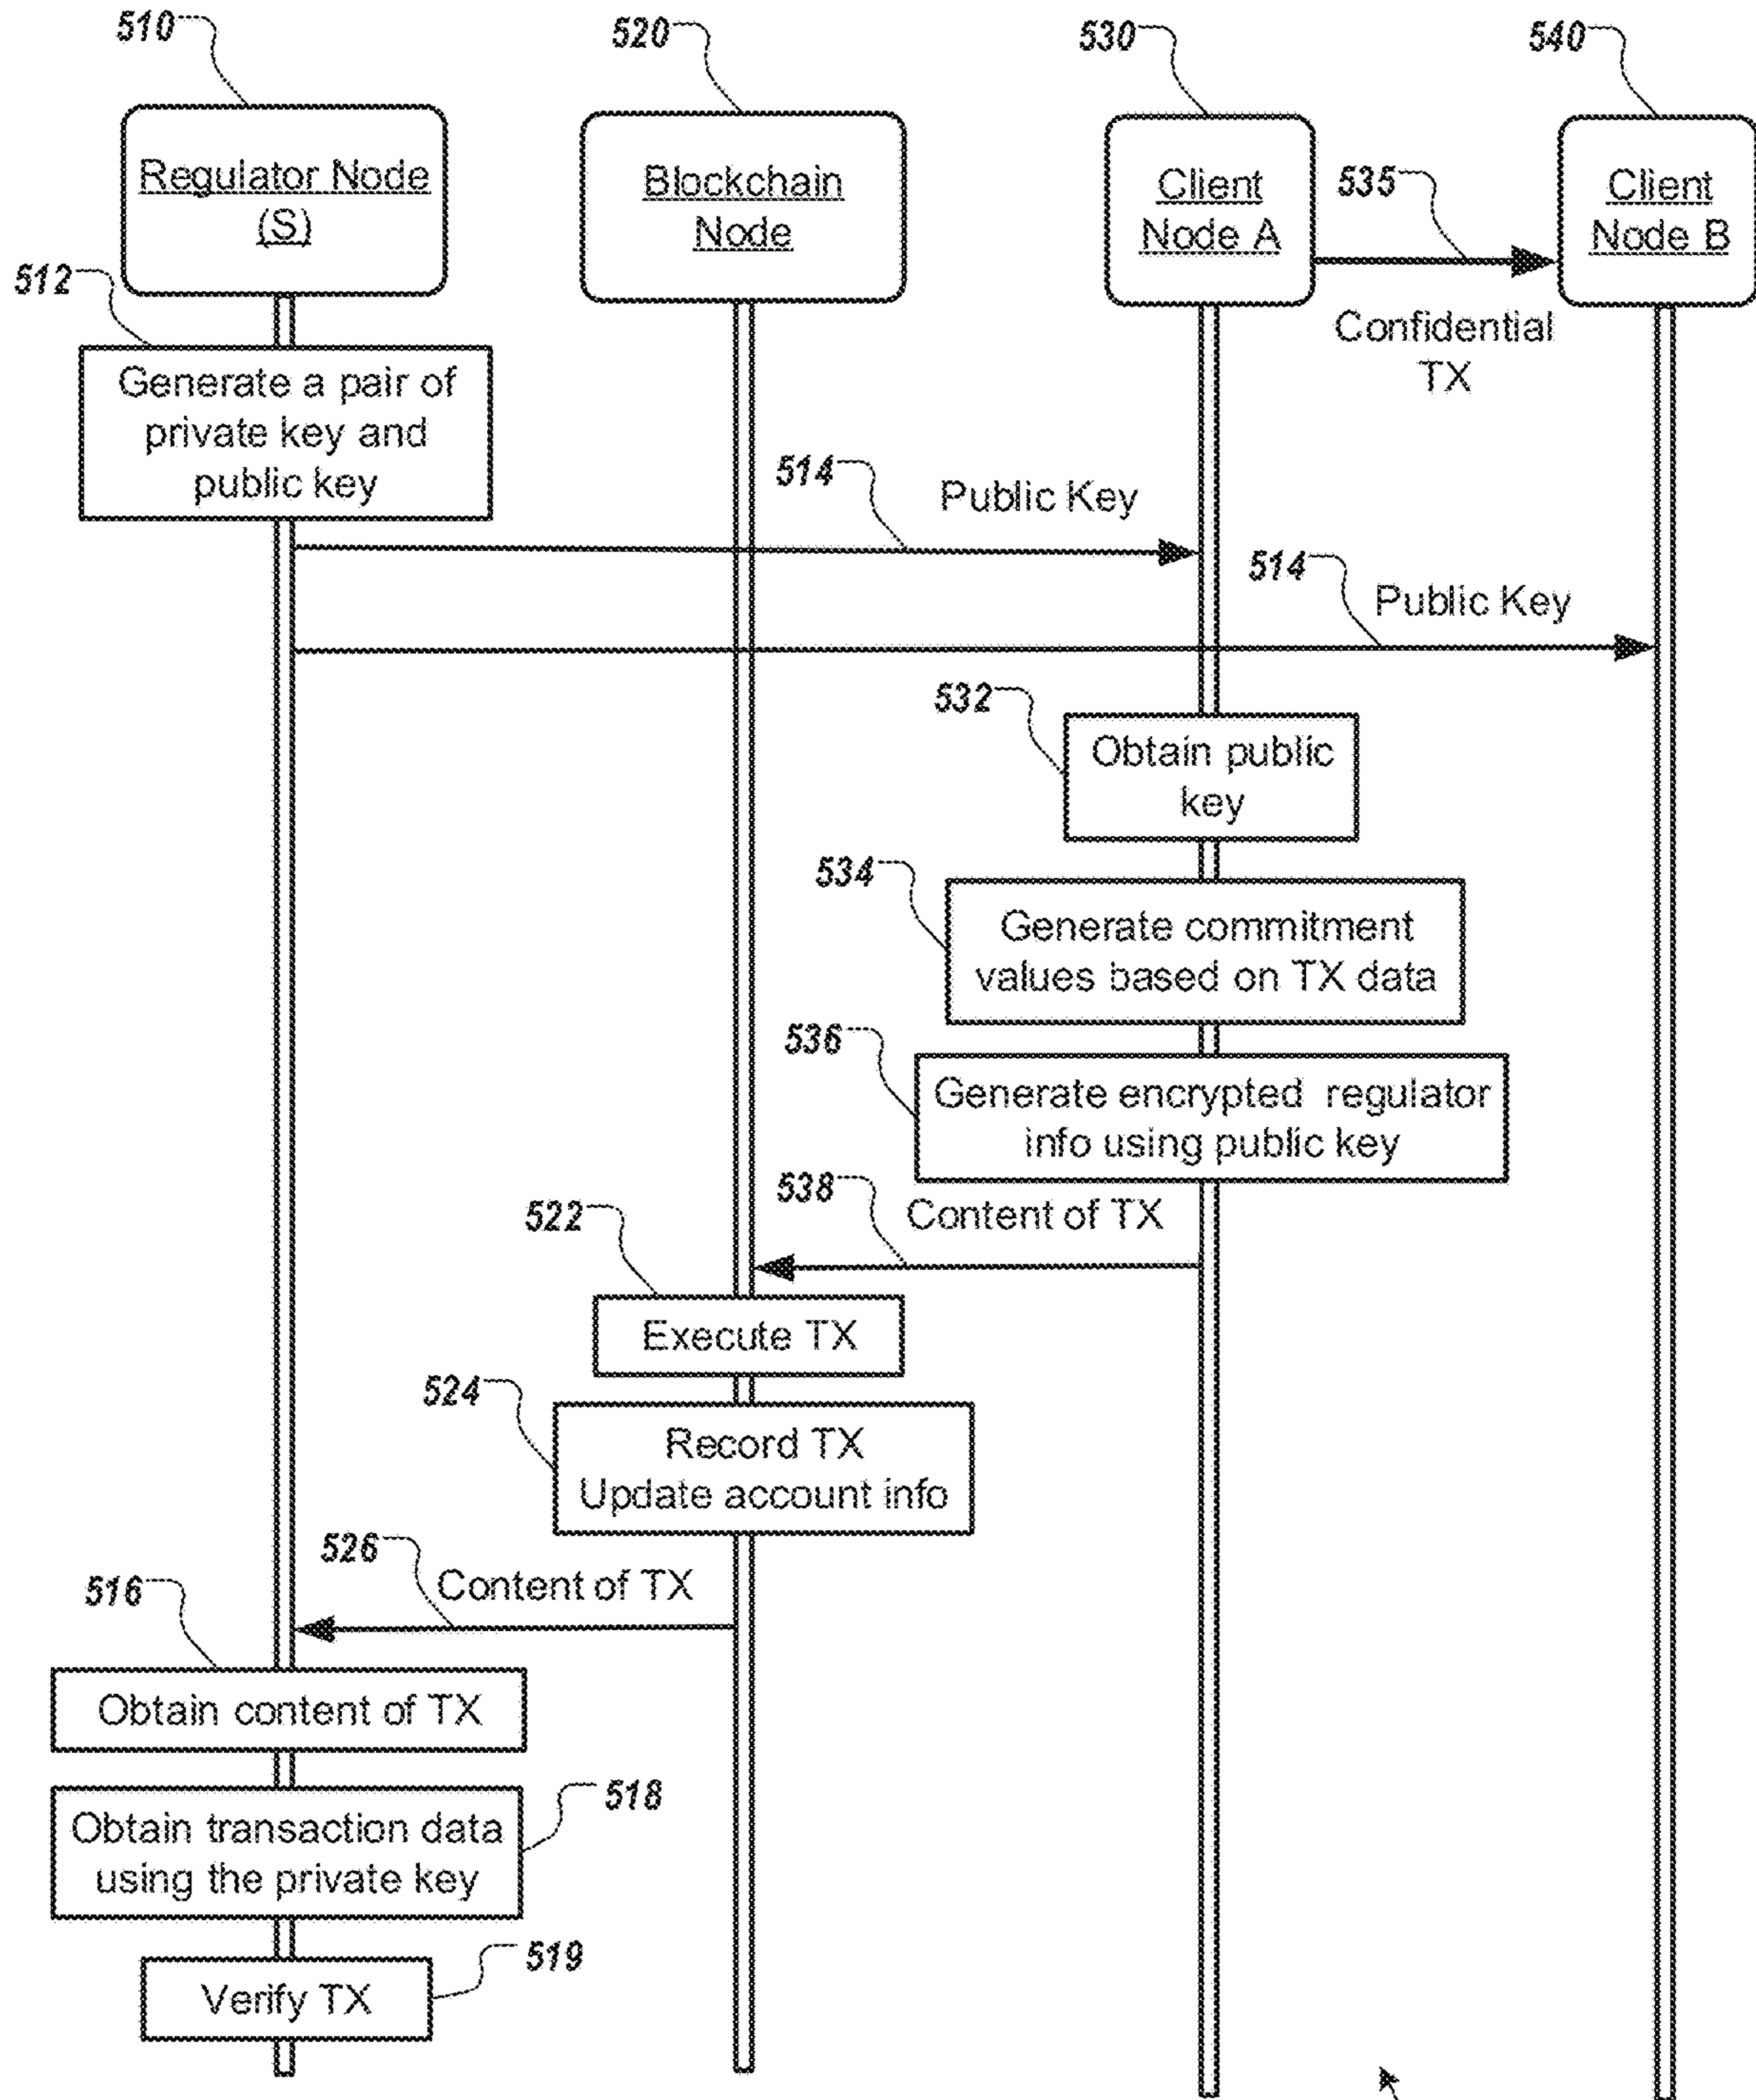 510
520
530
540
Regulator Node
(S)
Blockchain
Node
Client
Node A
535
Client
Node B
512
Confidential
TX
Generate a pair of
private key and
public key
514
Public Key
514
Public Key
532
Obtain public
key
534
Generate commitment
values based on TX data
536
Generate encrypted regulator
info using public key
538
Content of TX
522
Execute TX
524
Record TX
Update account info
526
Content of TX
516
Obtain content of TX
518
Obtain transaction data
using the private key
519
Verify TX